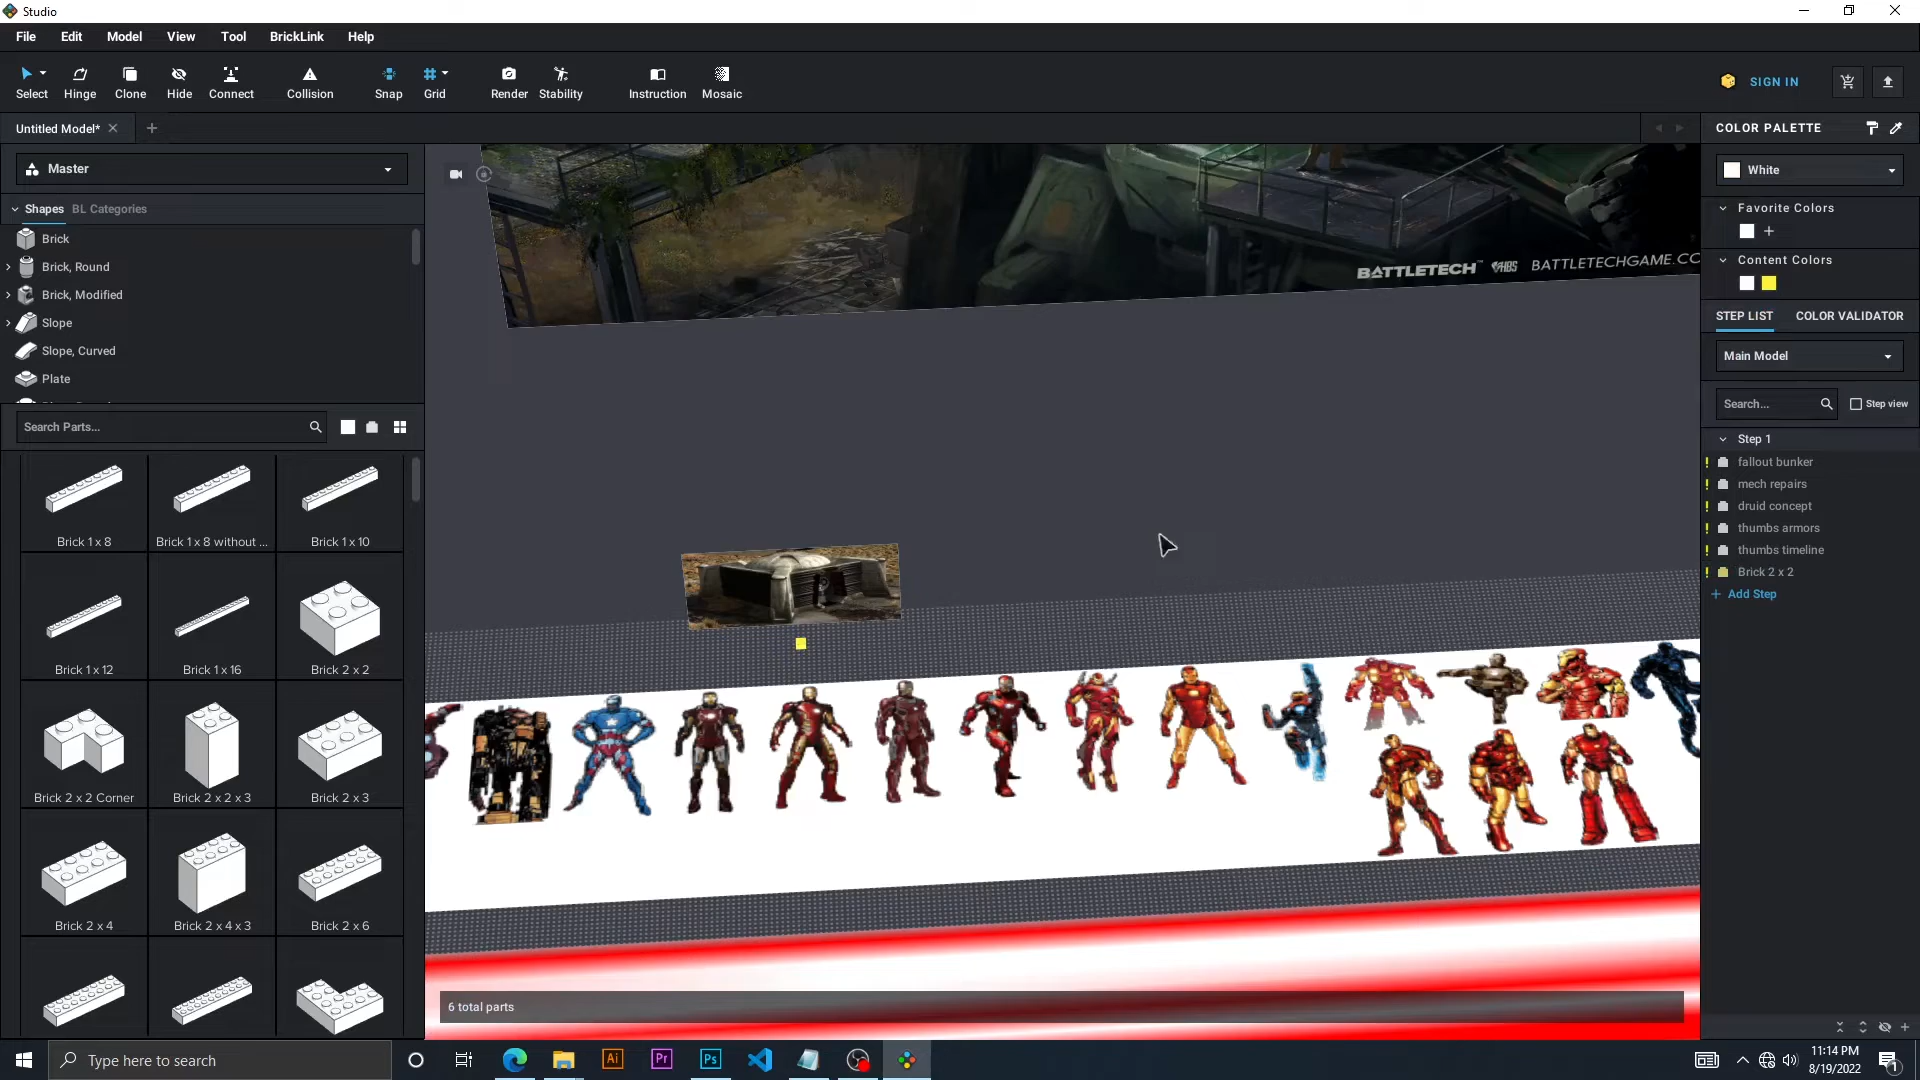 Studio
File Edit Model View Tool BrickLink Help
Select Hinge Clone Hide Connect Collision Snap Grid Render Stability Instruction Mosaic
SIGN IN
Untitled Model*
COLOR PALETTE
Master
White
Shapes BL Categories
Favorite Colors
Brick
Brick, Round
Brick, Modified
Slope
Slope, Curved
Plate
Content Colors
STEP LIST COLOR VALIDATOR
Main Model
Search... Step view
Step 1
fallout bunker
mech repairs
druid concept
thumbs armors
thumbs timeline
Brick 2 x 2
+ Add Step
Search Parts...
Brick 1 x 8 Brick 1 x 8 without ... Brick 1 x 10
Brick 1 x 12 Brick 1 x 16 Brick 2 x 2
Brick 2 x 2 Corner Brick 2 x 2 x 3 Brick 2 x 3
Brick 2 x 4 Brick 2 x 4 x 3 Brick 2 x 6
BATTLETECH™ HBS BATTLETECHGAME.CO
6 total parts
Type here to search
Ai Pr Ps
11:14 PM
8/19/2022
1